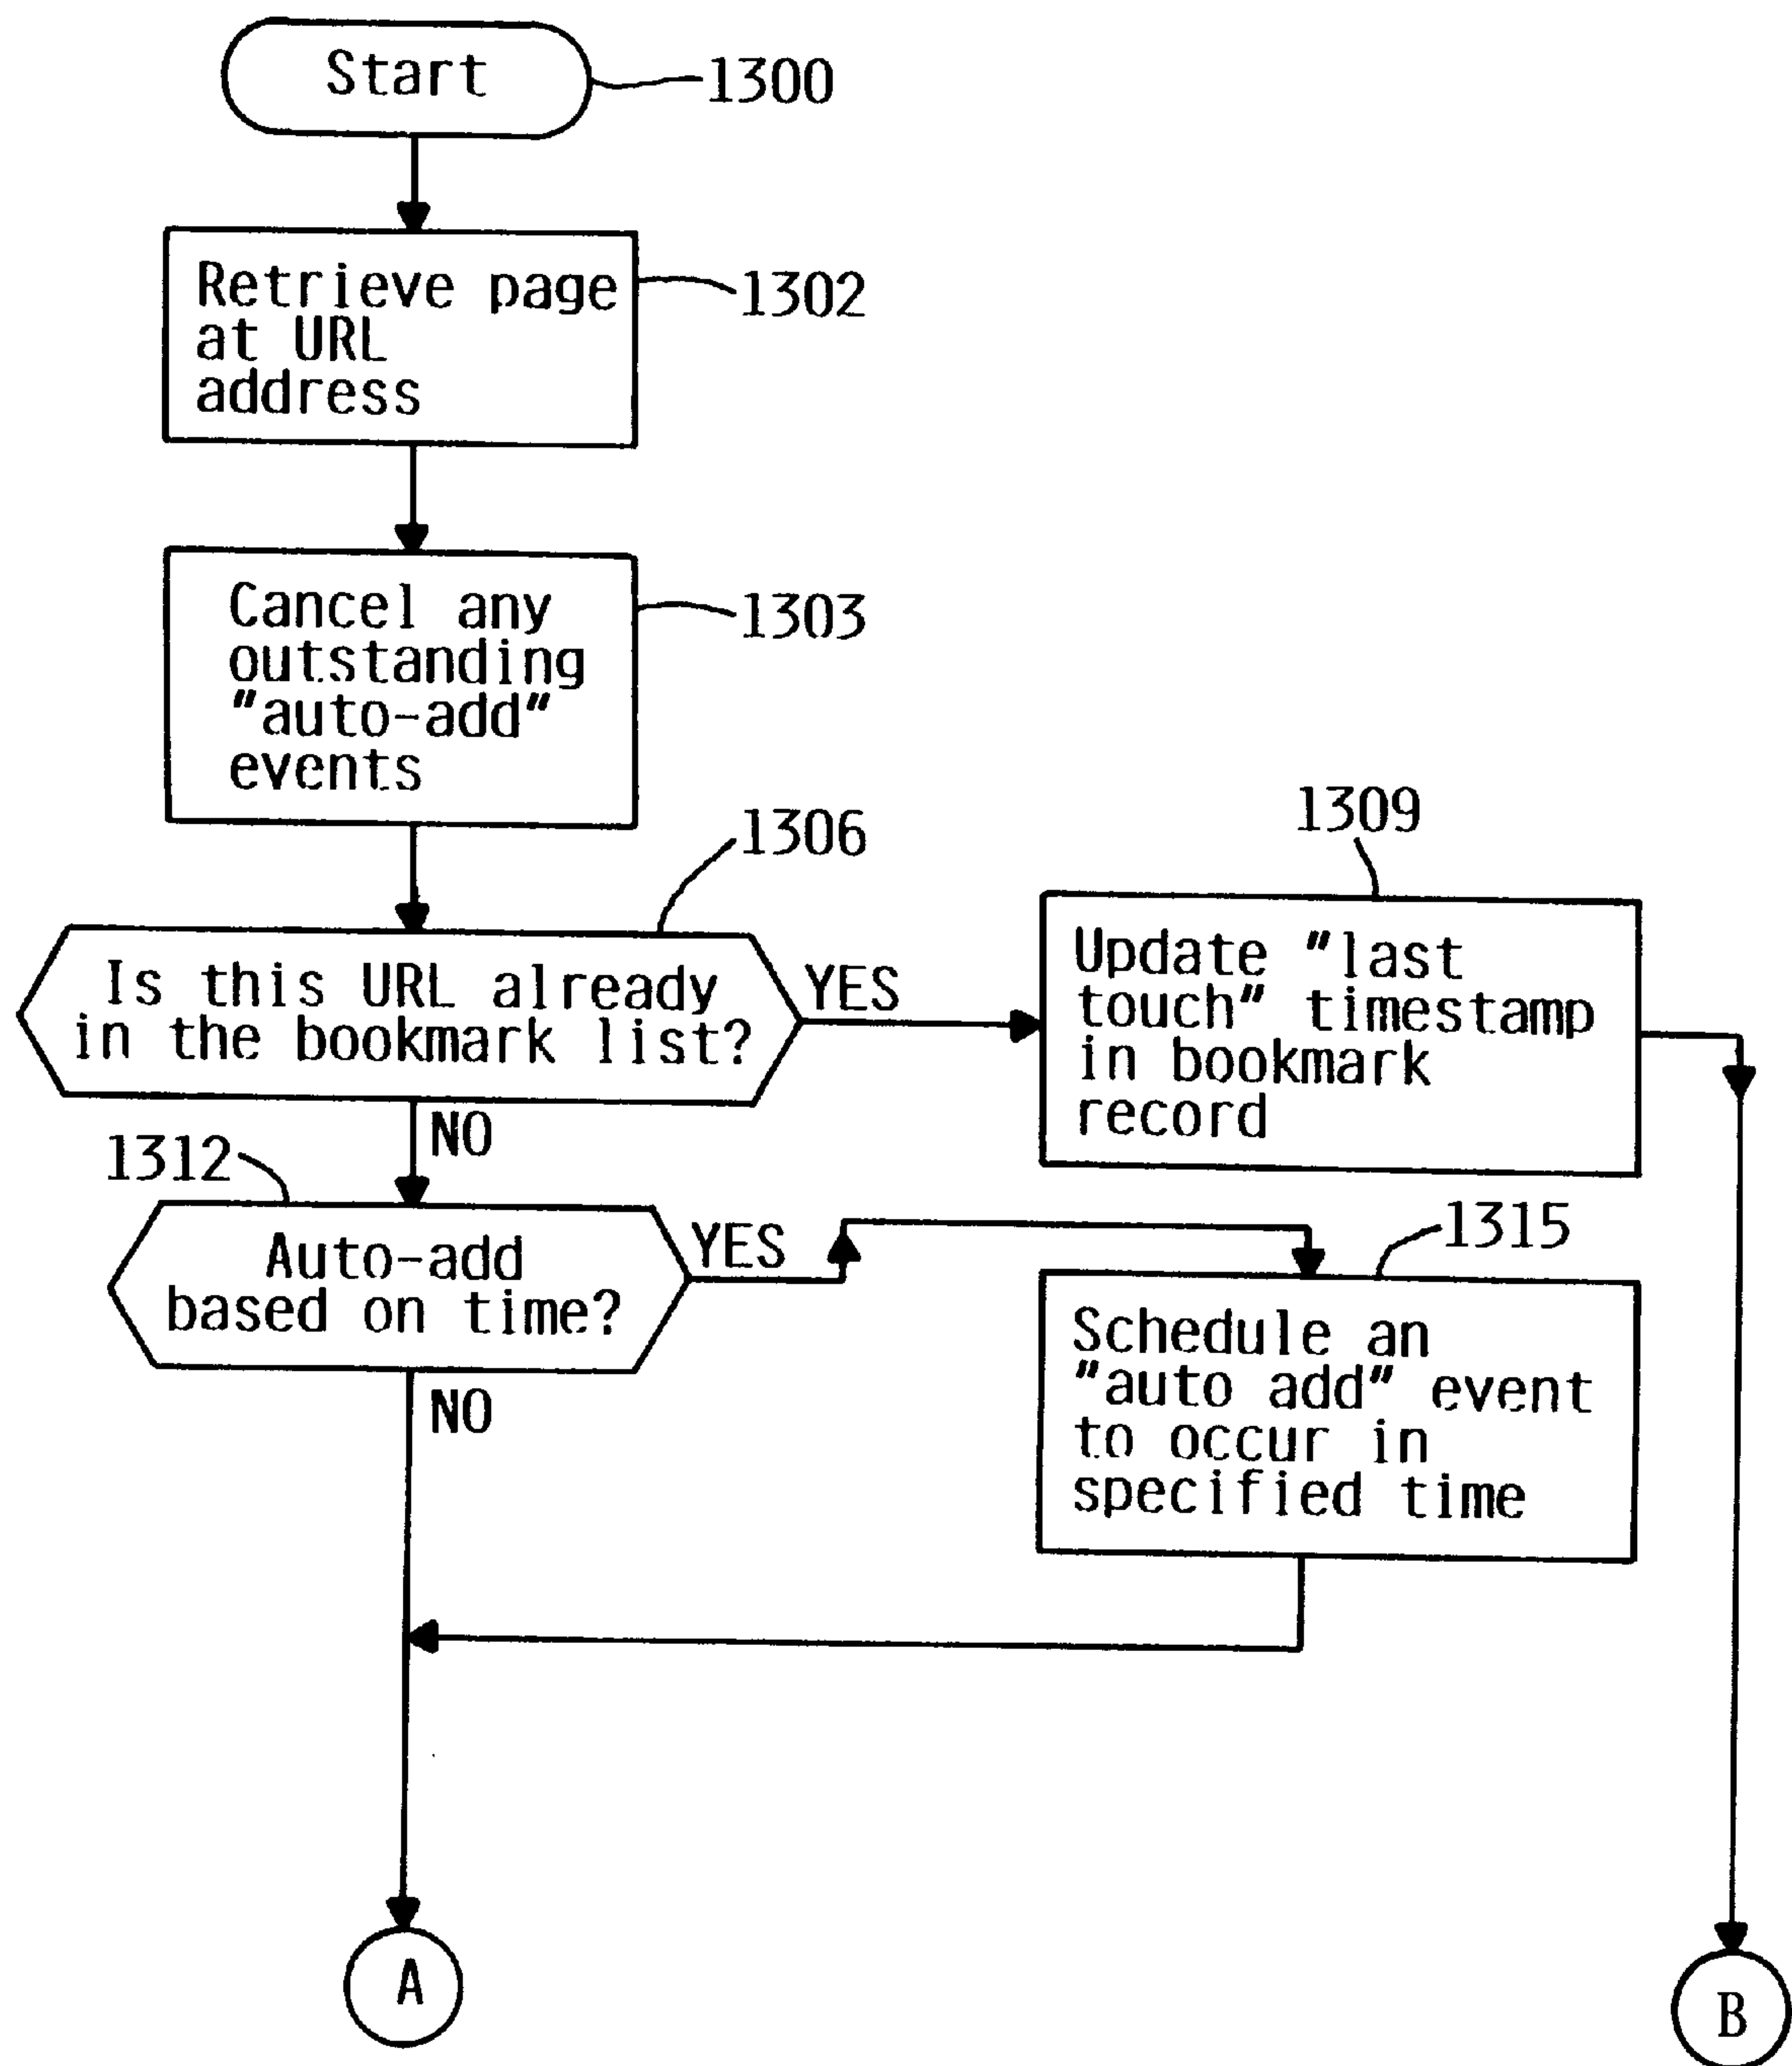 Start
1300
Retrieve page
at URL
address
1302
Cancel any
outstanding
"auto-add"
events
1303
1306
Is this URL already
in the bookmark list?
YES
NO
1309
Update "last
touch" timestamp
in bookmark
record
1312
Auto-add
based on time?
YES
NO
1315
Schedule an
"auto add" event
to occur in
specified time
A
B